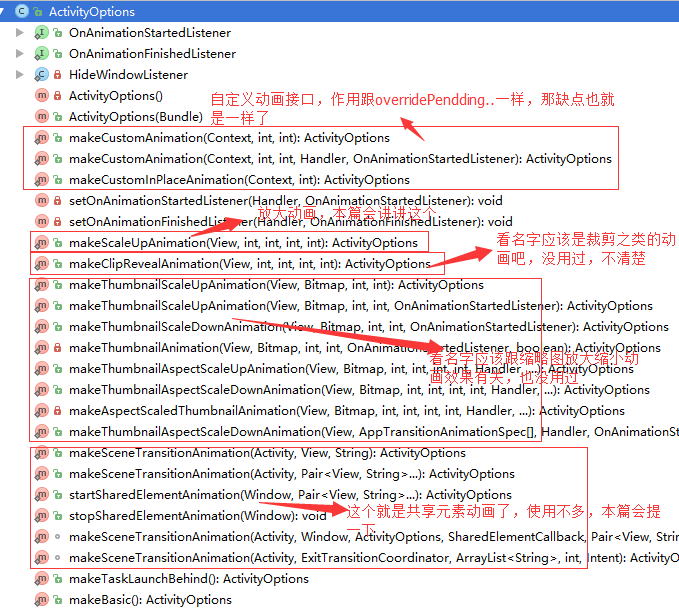 ActivityOptions
OnAnimationStartedListener
OnAnimationFinishedListener
HideWindowListener
ActivityOptions()
自定义动画接口，作用跟overridePendding..一样，那缺点也就
是一样了
ActivityOptions(Bundle)
makeCustomAnimation(Context, int, int): ActivityOptions
makeCustomAnimation(Context, int, int, Handler, OnAnimationStartedListener): ActivityOptions
makeCustomInPlaceAnimation(Context, int): ActivityOptions
setOnAnimationStartedListener(Handler, OnAnimationStartedListener): void
放大动画，本篇会讲讲这个
setOnAnimationFinishedListener(Handler, OnAnimationFinishedListener): void
makeScaleUpAnimation(View, int, int, int, int): ActivityOptions
看名字应该是裁剪之类的动
画吧，没用过，不清楚
makeClipRevealAnimation(View, int, int, int, int): ActivityOptions
makeThumbnailScaleUpAnimation(View, Bitmap, int, int): ActivityOptions
makeThumbnailScaleUpAnimation(View, Bitmap, int, int, OnAnimationStartedListener): ActivityOptions
makeThumbnailScaleDownAnimation(View, Bitmap, int, int, OnAnimationStartedListener): ActivityOptions
makeThumbnailAnimation(View, Bitmap, int, int, OnAnimationStartedListener, boolean): ActivityOptions
看名字应该跟缩略图放大缩小动
画效果有关，也没用过
makeThumbnailAspectScaleUpAnimation(View, Bitmap, int, int, int, int, Handler, ...): ActivityOptions
makeThumbnailAspectScaleDownAnimation(View, Bitmap, int, int, int, int, Handler, ...): ActivityOptions
makeAspectScaledThumbnailAnimation(View, Bitmap, int, int, int, int, Handler, ...): ActivityOptions
makeThumbnailAspectScaleDownAnimation(View, AppTransitionAnimationSpec[], Handler, OnAnimationSta
makeSceneTransitionAnimation(Activity, View, String): ActivityOptions
makeSceneTransitionAnimation(Activity, Pair<View, String>...): ActivityOptions
startSharedElementAnimation(Window, Pair<View, String>...): ActivityOptions
stopSharedElementAnimation(Window): void
这个就是共享元素动画了，使用不多，本篇会提
一下
makeSceneTransitionAnimation(Activity, Window, ActivityOptions, SharedElementCallback, Pair<View, Stri
makeSceneTransitionAnimation(Activity, ExitTransitionCoordinator, ArrayList<String>, int, Intent): ActivityO
makeTaskLaunchBehind(): ActivityOptions
makeBasic(): ActivityOptions